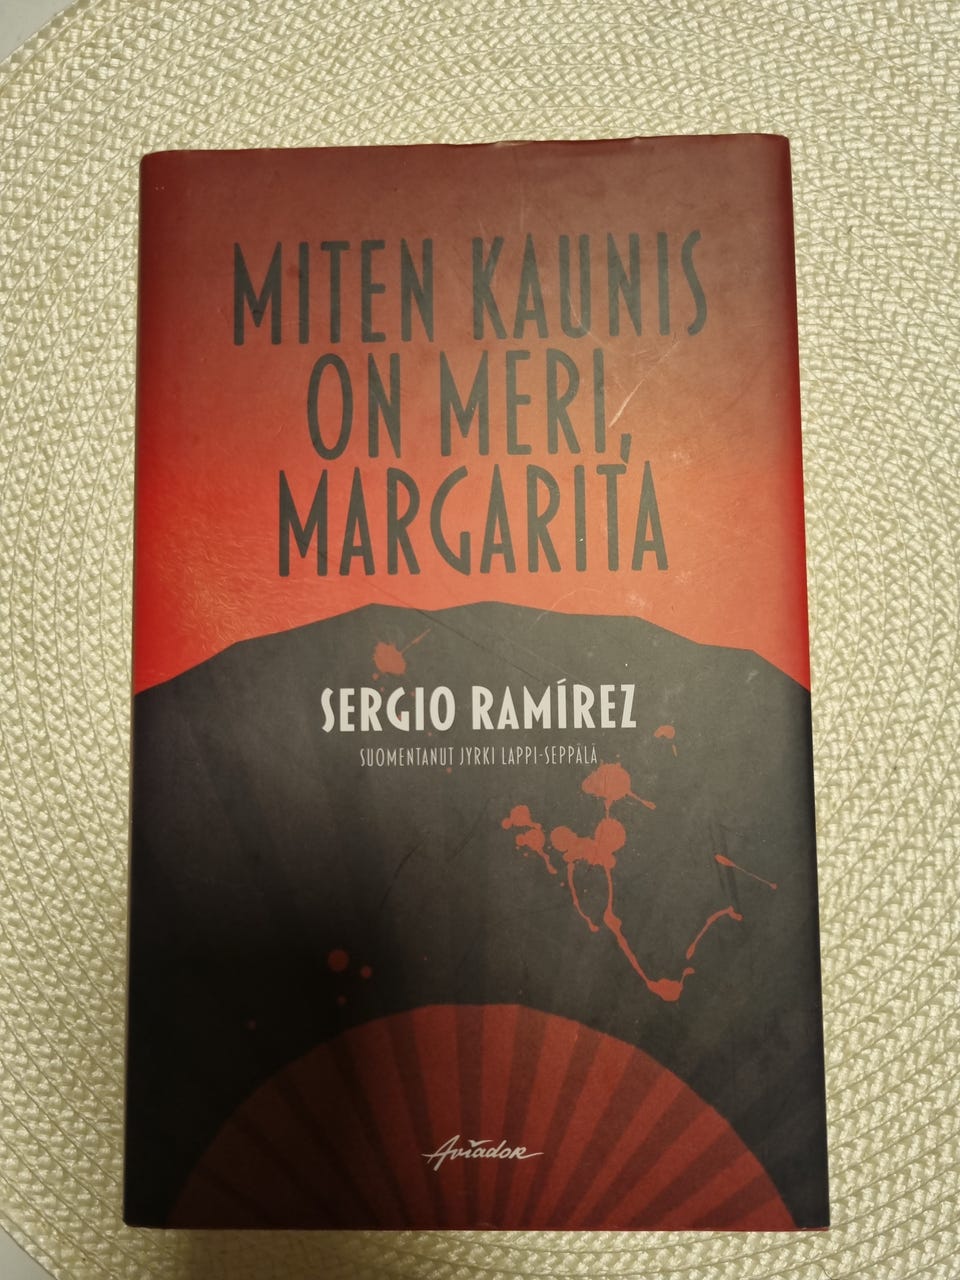 MITEN KAUNIS
ON MERI,
MARGARITA
SERGIO RAMÍREZ
SUOMENTANUT JYRKI LAPPI-SEPPÄLÄ
Aviador